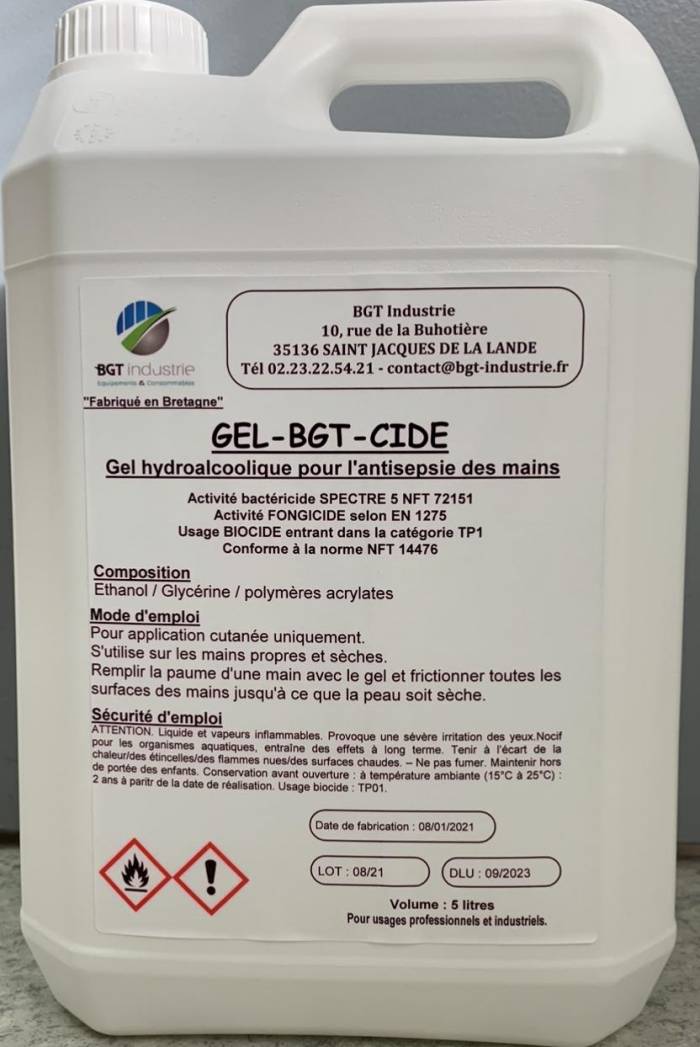 BGT Industrie
10, rue de la Buhotière
35136 SAINT JACQUES DE LA LANDE
Tél 02.23.22.54.21 - contact@bgt-industrie.fr
BGT industrie
Equipements & Consommables
"Fabriqué en Bretagne"
GEL-BGT-CIDE
Gel hydroalcoolique pour l'antisepsie des mains
Activité bactéricide SPECTRE 5 NFT 72151
Activité FONGICIDE selon EN 1275
Usage BIOCIDE entrant dans la catégorie TP1
Conforme à la norme NFT 14476
Composition
Ethanol / Glycérine / polymères acrylates
Mode d'emploi
Pour application cutanée uniquement.
S'utilise sur les mains propres et sèches.
Remplir la paume d'une main avec le gel et frictionner toutes les
surfaces des mains jusqu'à ce que la peau soit sèche.
Sécurité d'emploi
ATTENTION. Liquide et vapeurs inflammables. Provoque une sévère irritation des yeux.Nocif
pour les organismes aquatiques, entraîne des effets à long terme. Tenir à l'écart de la
chaleur/des étincelles/des flammes nues/des surfaces chaudes. – Ne pas fumer. Maintenir hors
de portée des enfants. Conservation avant ouverture : à température ambiante (15°C à 25°C) :
2 ans à paritr de la date de réalisation. Usage biocide : TP01.
Date de fabrication : 08/01/2021
LOT : 08/21
DLU : 09/2023
Volume : 5 litres
Pour usages professionnels et industriels.